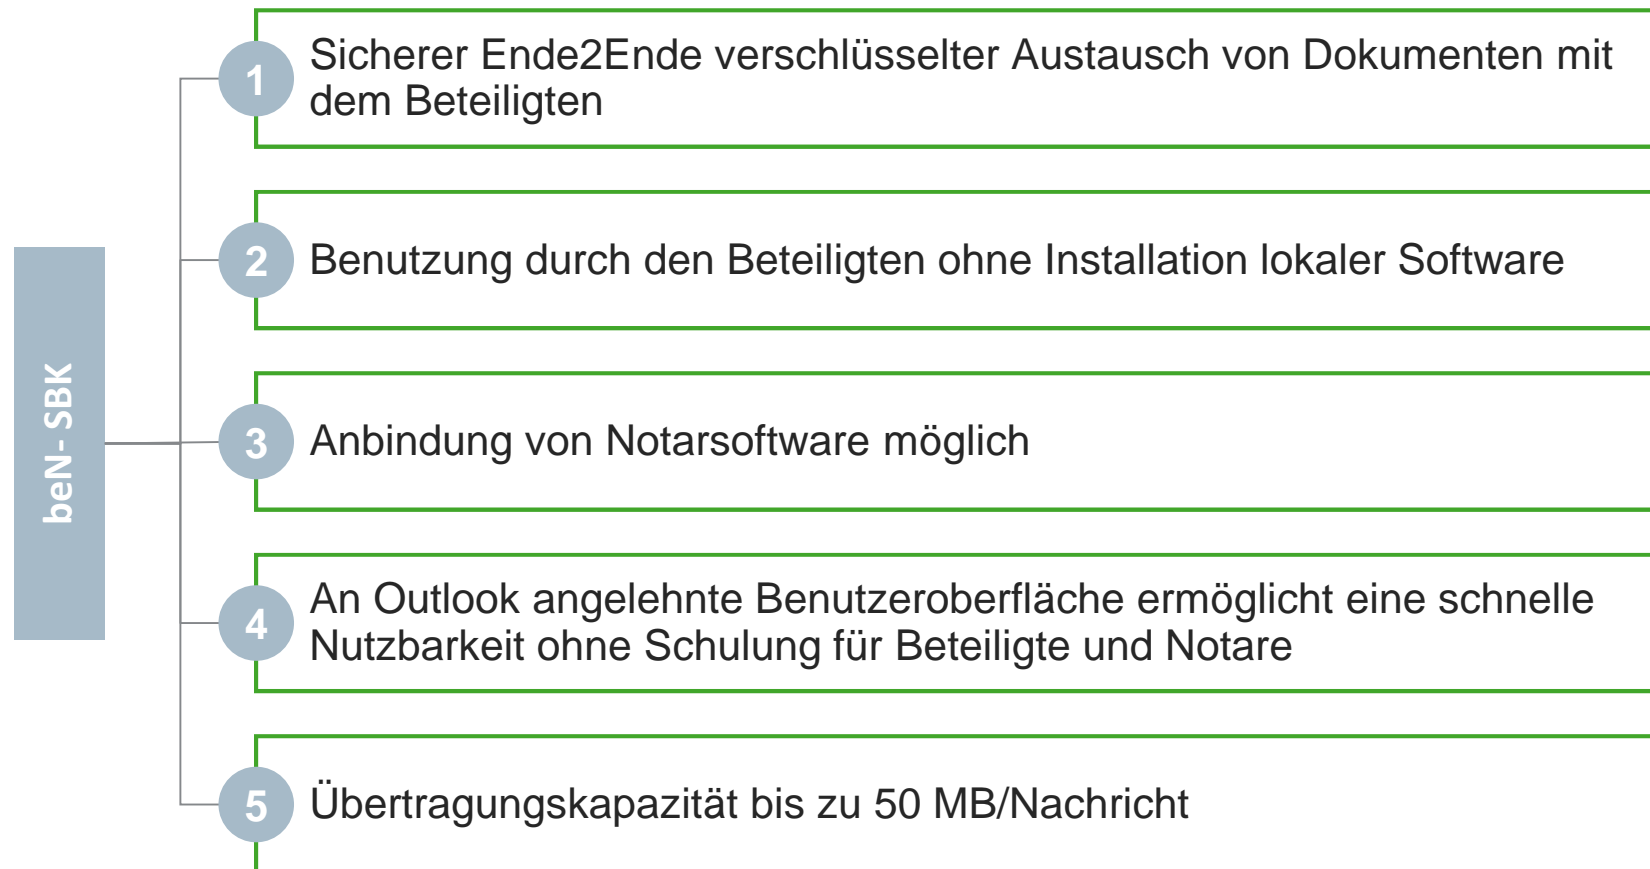 beN- SBK
1
Sicherer Ende2Ende verschlüsselter Austausch von Dokumenten mit
dem Beteiligten
2
Benutzung durch den Beteiligten ohne Installation lokaler Software
3
Anbindung von Notarsoftware möglich
4
An Outlook angelehnte Benutzeroberfläche ermöglicht eine schnelle
Nutzbarkeit ohne Schulung für Beteiligte und Notare
5
Übertragungskapazität bis zu 50 MB/Nachricht